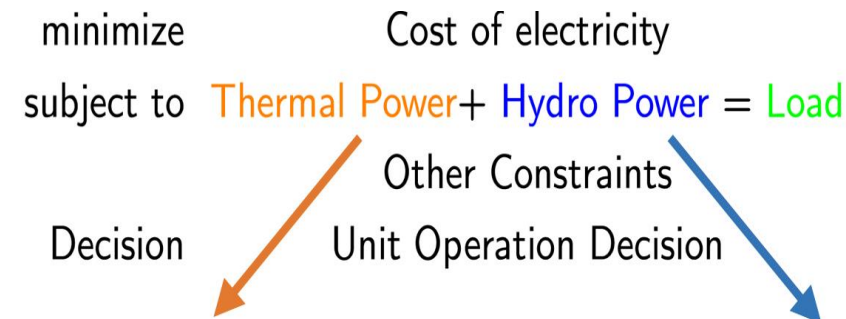 minimize Cost of electricity
subject to Thermal Power+ Hydro Power = Load
Other Constraints
Decision Unit Operation Decision